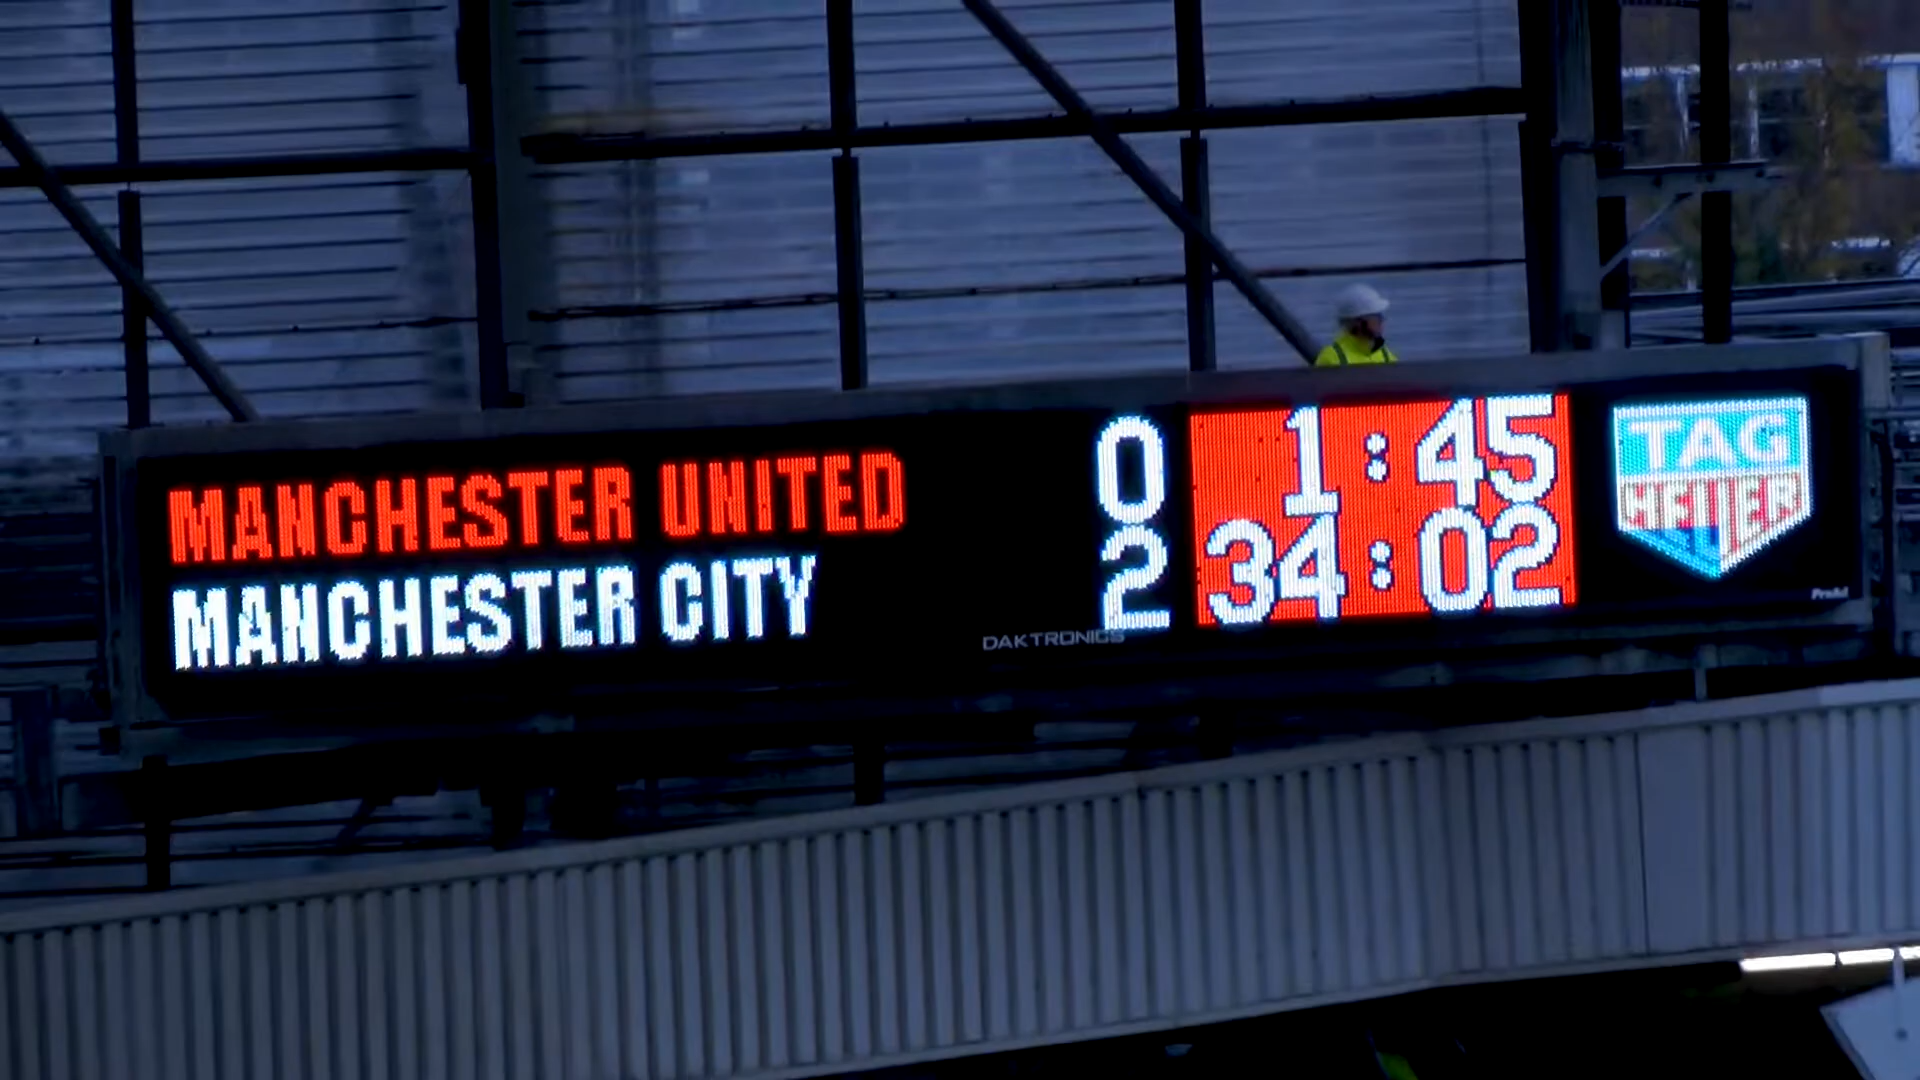 MANCHESTER UNITED 0 1:45
MANCHESTER CITY 2 34:02
TAG
HEUER
DAKTRONICS